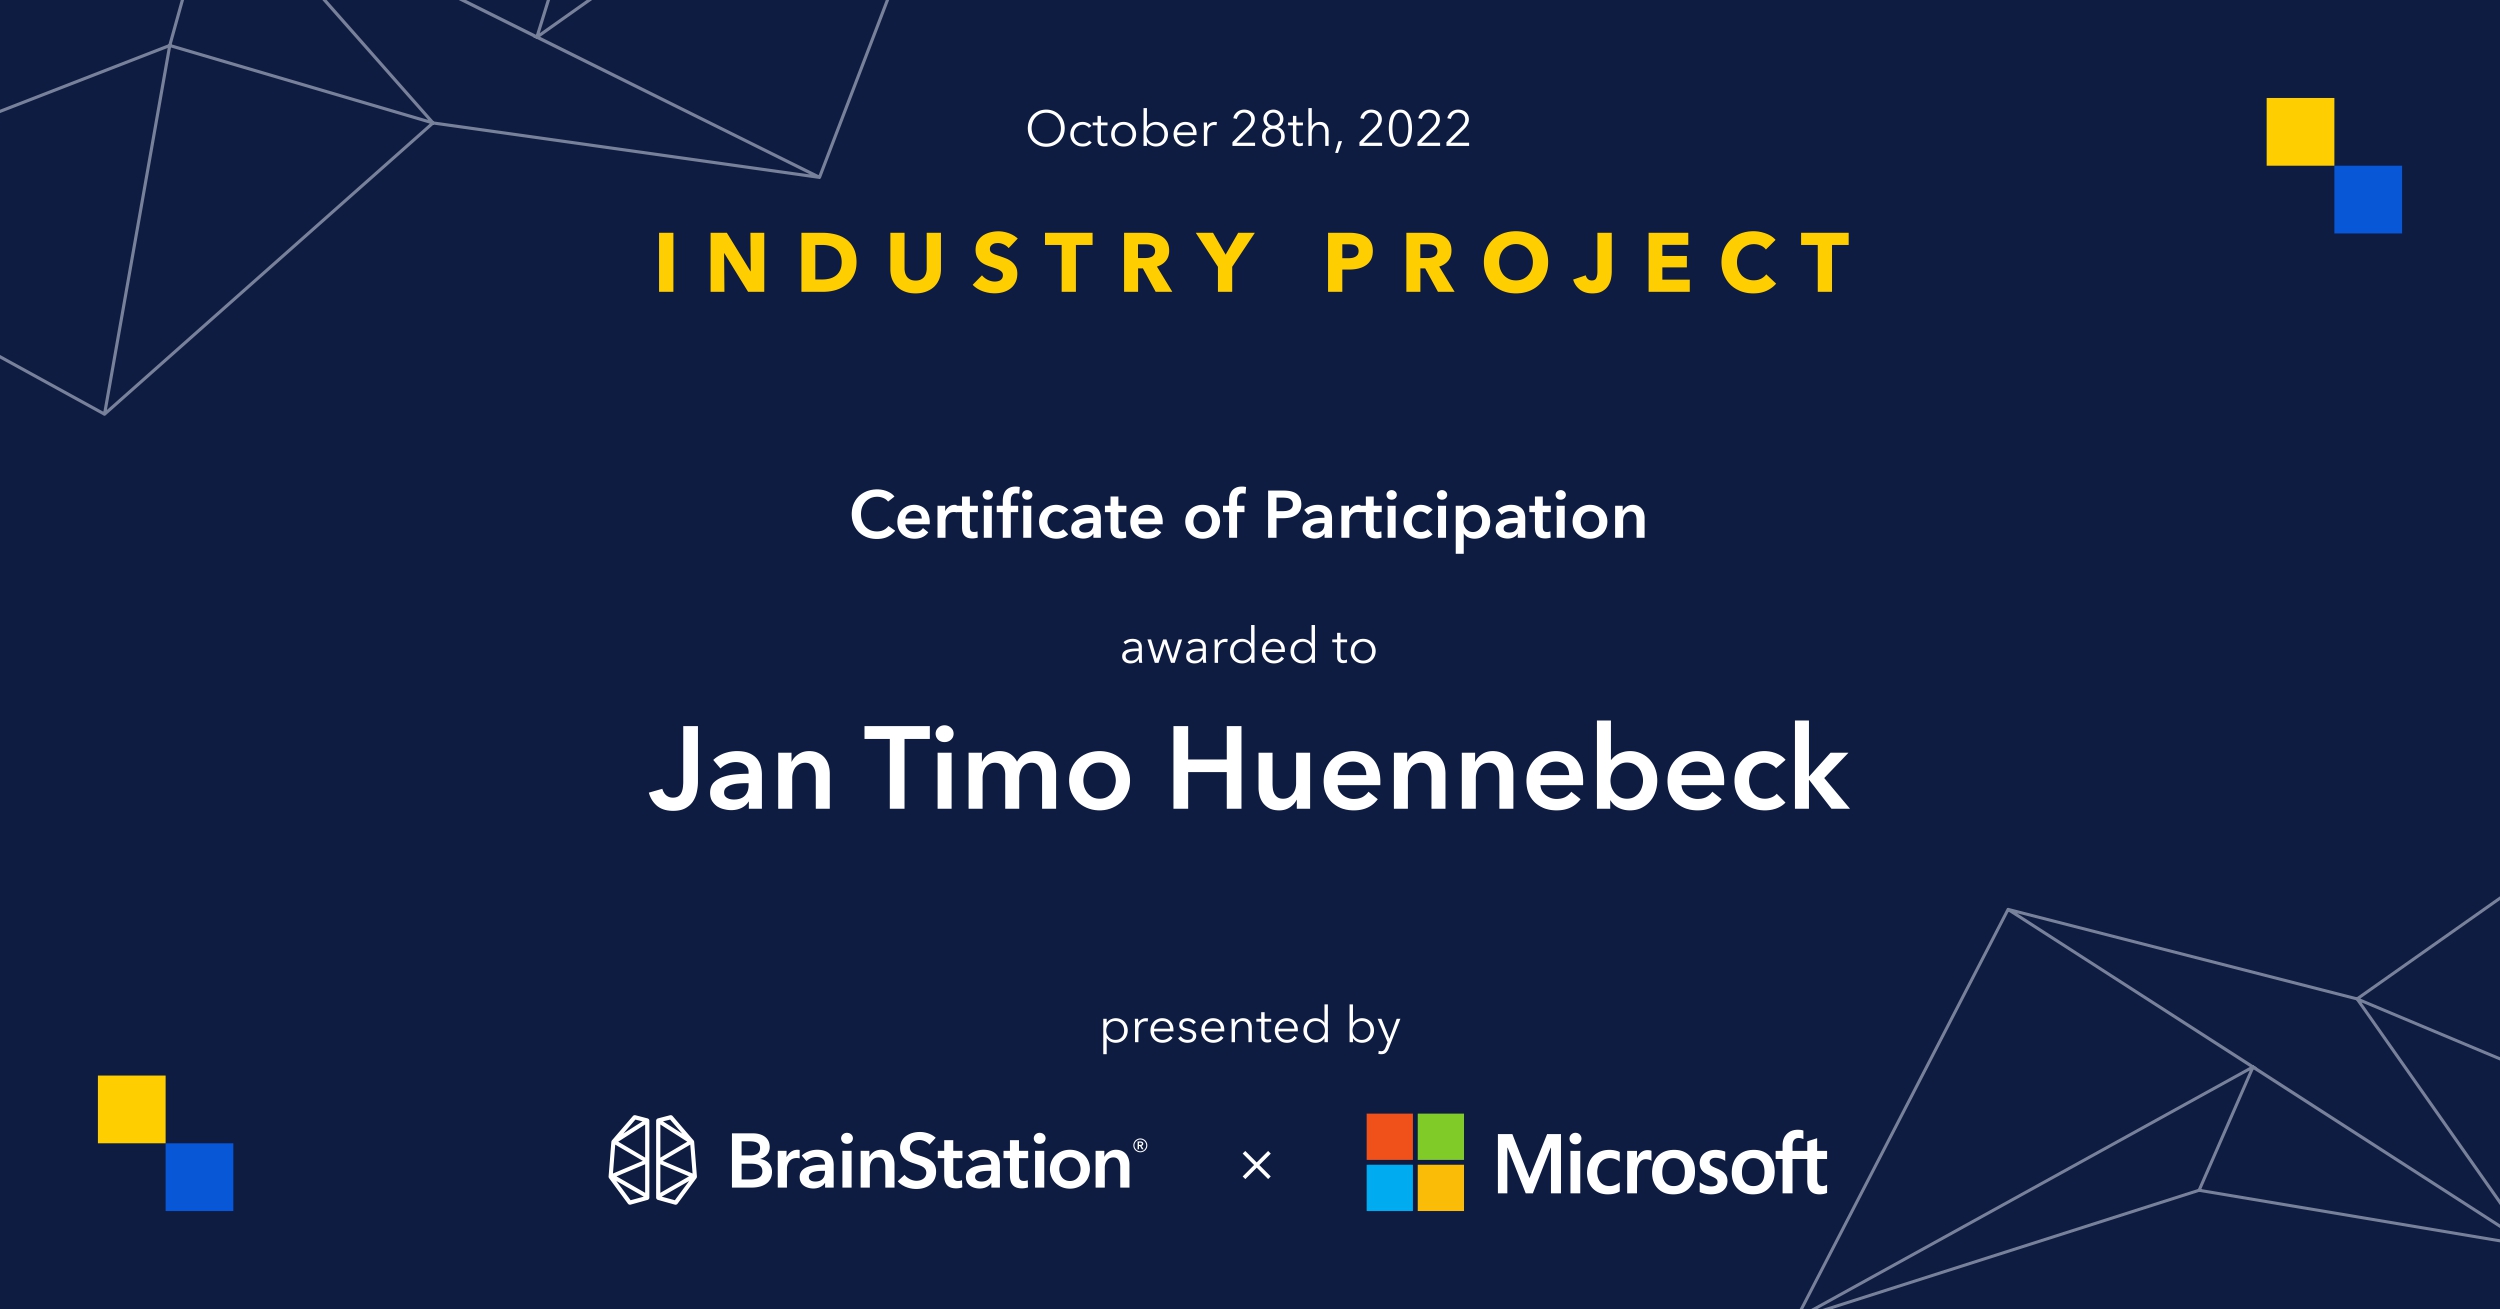 October 28th, 2022
INDUSTRY PROJECT
Certificate of Participation
awarded to
Jan Timo Huennebeck
presented by
BrainStation® × Microsoft